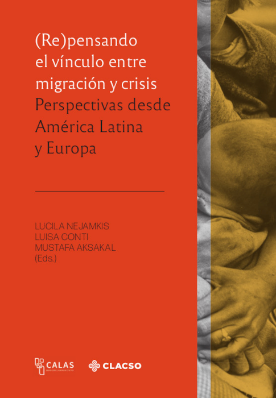 (Re)pensando
el vínculo entre
migración y crisis
Perspectivas desde
América Latina
y Europa
LUCILA NEJAMKIS
LUISA CONTI
MUSTAFA AKSAKAL
(Eds.)
CALAS
CLACSO